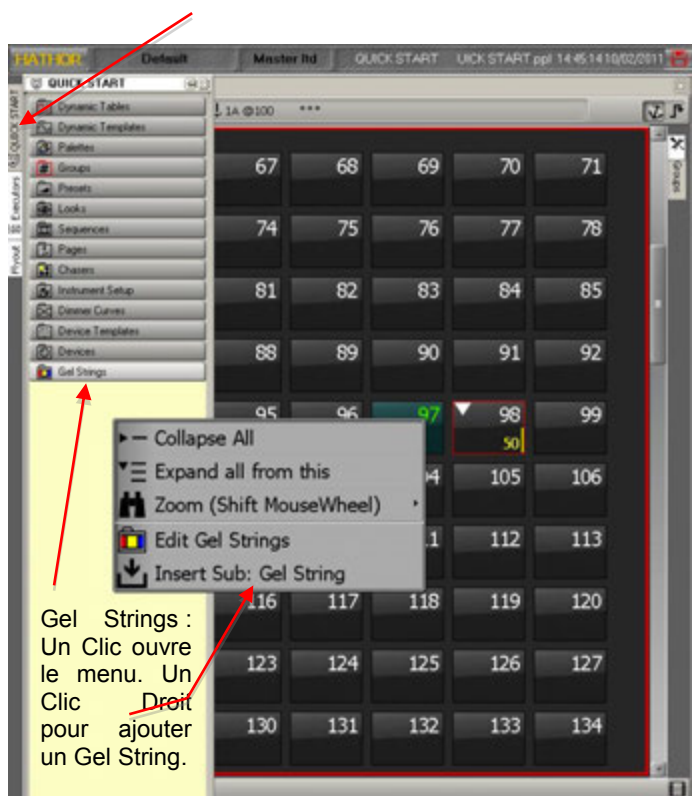 HATHOR Default Master ltd QUICK START UICK START.ppl 14:45:14 10/02/2011
QUICK START
QUICK START
Executors
Flyout
Dynamic Tables
Dynamic Templates
Palettes
Groups
Presets
Looks
Sequences
Pages
Chasers
Instrument Setup
Dimmer Curves
Device Templates
Devices
Gel Strings
1A @100 ***
Groups
67 68 69 70 71
74 75 76 77 78
81 82 83 84 85
88 89 90 91 92
95 96 97 98 99
50
105 106
112 113
116 117 118 119 120
123 124 125 126 127
130 131 132 133 134
Collapse All
Expand all from this
Zoom (Shift MouseWheel)
Edit Gel Strings
Insert Sub: Gel String
Gel Strings :
Un Clic ouvre
le menu. Un
Clic Droit
pour ajouter
un Gel String.